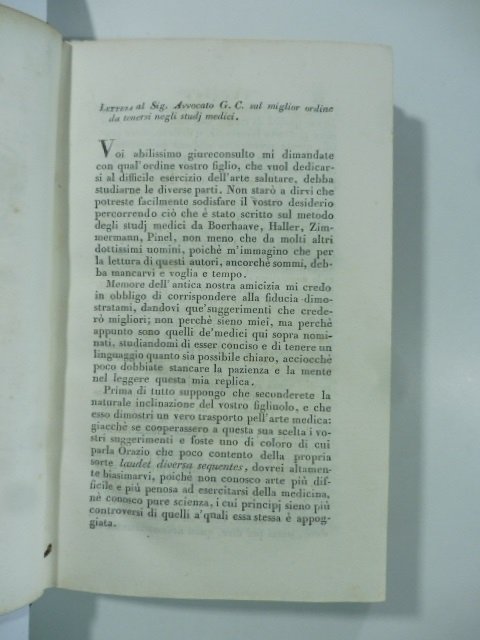 Lettera al Sig. Avvocato G. C. sul miglior ordine
da tenersi negli studj medici.
Voi abilissimo giureconsulto mi dimandate
con qual'ordine vostro figlio, che vuol dedicar-
si al difficile esercizio dell'arte salutare, debba
studiarne le diverse parti. Non starò a dirvi che
potreste facilmente sodisfare il vostro desiderio
percorrendo ciò che è stato scritto sul metodo
degli studj medici da Boerhaave, Haller, Zim-
mermann, Pinel, non meno che da molti altri
dottissimi uomini, poichè m'immagino che per
la lettura di questi autori, ancorchè sommi, deb-
ba mancarvi e voglia e tempo.
Memore dell'antica nostra amicizia mi credo
in obbligo di corrispondere alla fiducia dimo-
stratami, dandovi que'suggerimenti che crede-
rò migliori; non perchè sieno miei, ma perchè
appunto sono quelli de'medici qui sopra nomi-
nati, studiandomi di esser conciso e di tenere un
linguaggio quanto sia possibile chiaro, acciocchè
poco dobbiate stancare la pazienza e la mente
nel leggere questa mia replica.
Prima di tutto suppongo che seconderete la
naturale inclinazione del vostro figliuolo, e che
esso dimostri un vero trasporto pell'arte medica:
giacchè se cooperassero a questa sua scelta i vo-
stri suggerimenti e foste uno di coloro di cui
parla Orazio che poco contento della propria
sorte laudet diversa sequentes, dovrei altamen-
te biasimarvi, poichè non conosco arte più dif-
ficile e più penosa ad esercitarsi della medicina,
nè conosco pure scienza, i cui principj sieno più
controversi di quelli a'quali essa stessa è appog-
giata.